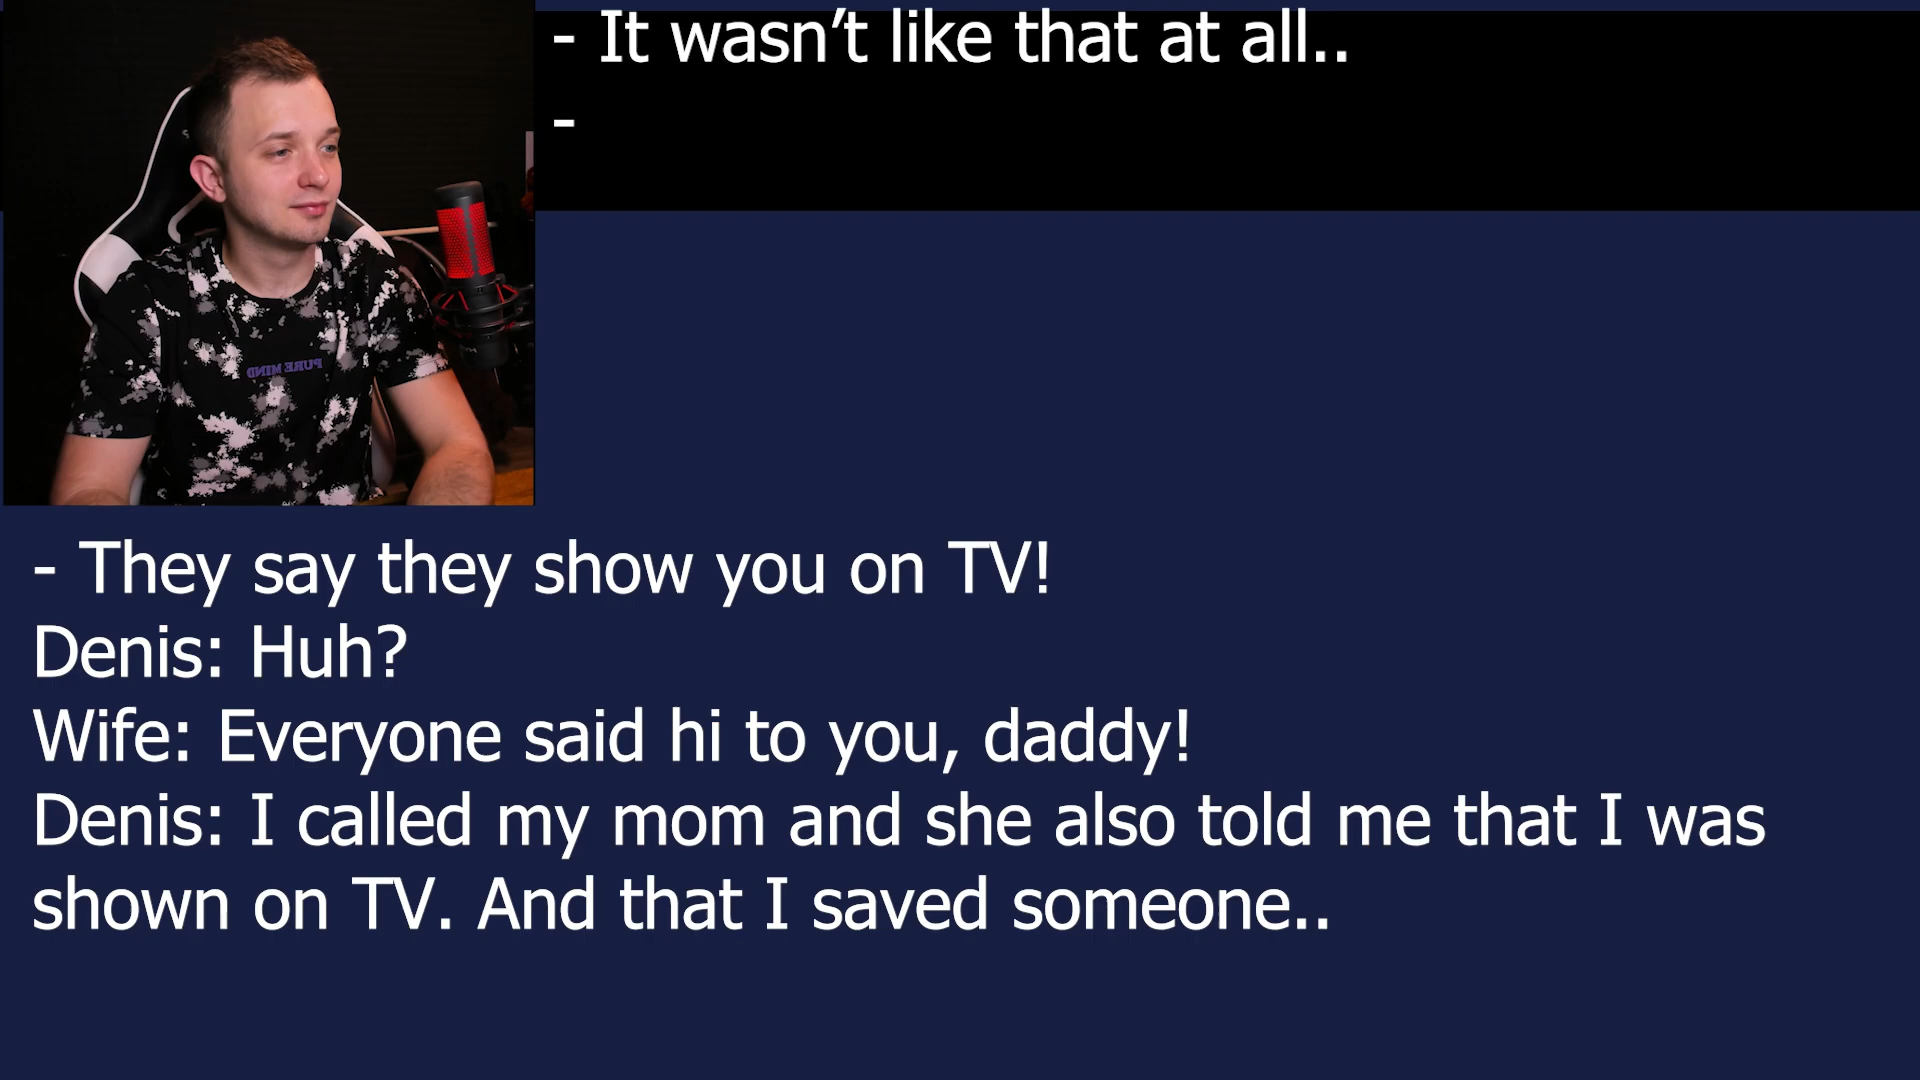 - It wasn’t like that at all..
-
PURE MIND
- They say they show you on TV!
Denis: Huh?
Wife: Everyone said hi to you, daddy!
Denis: I called my mom and she also told me that I was
shown on TV. And that I saved someone..